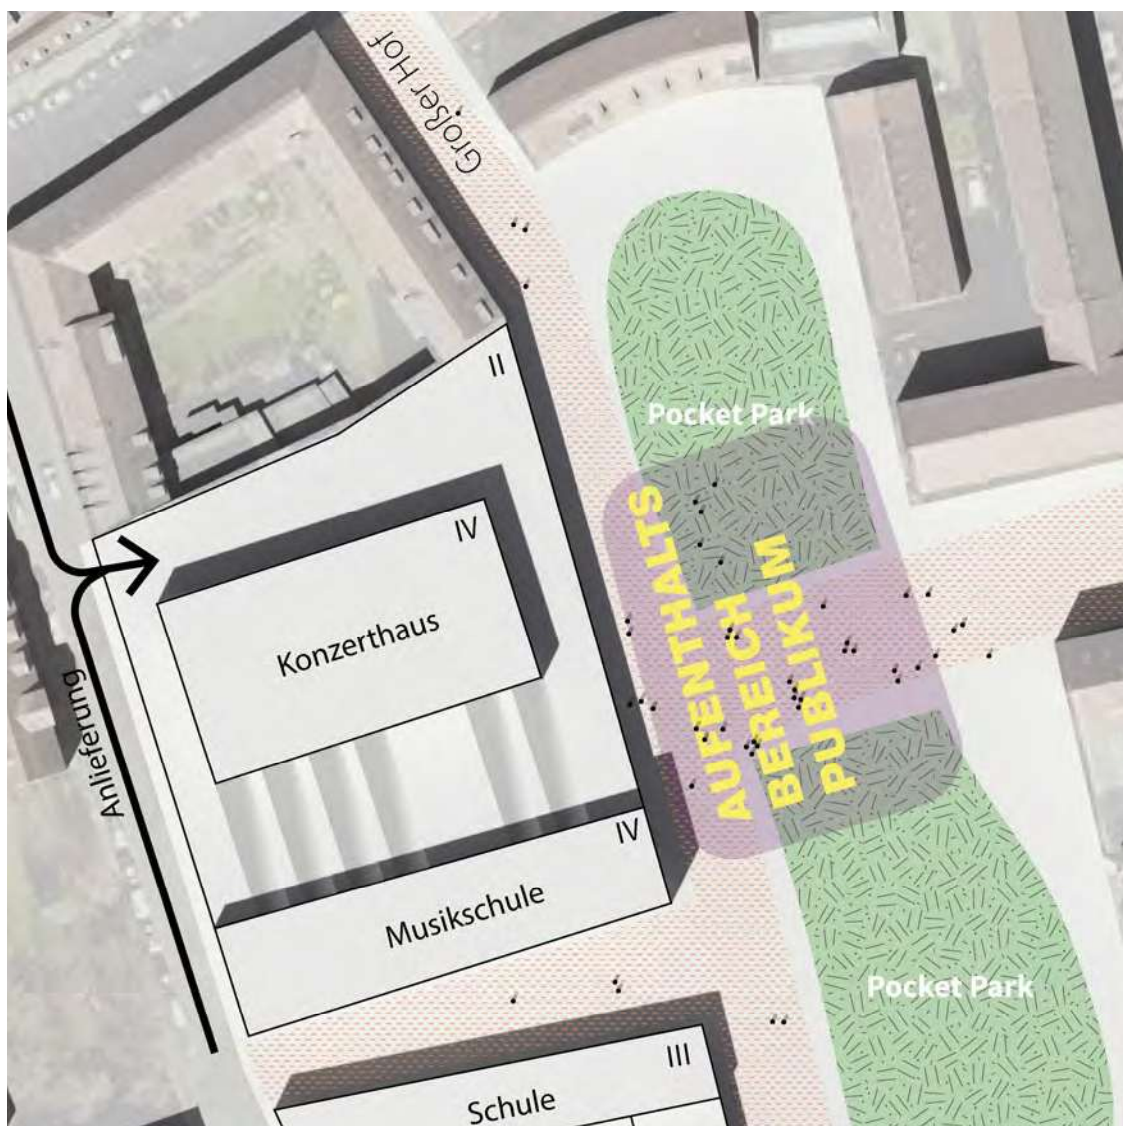 Großer Hof
II
Pocket Park
IV
Konzerthaus
AUFENTHALTS
BEREICH
PUBLIKUM
Anlieferung
IV
Musikschule
Pocket Park
III
Schule